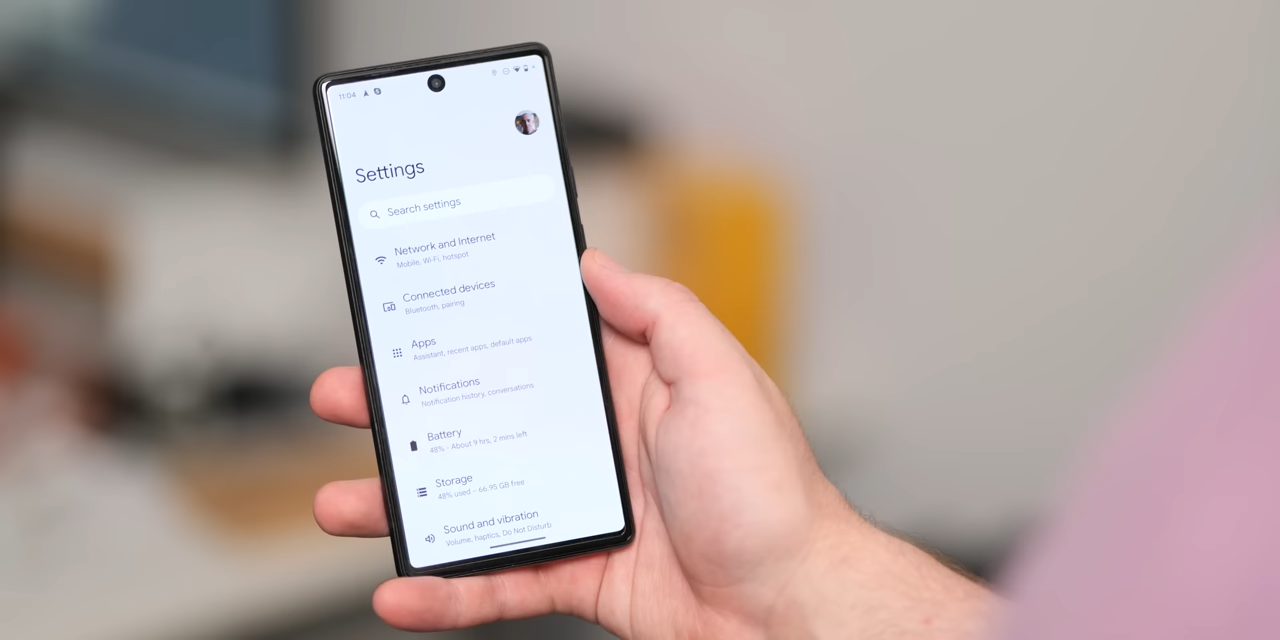 11:04
Settings
Search settings
Network and Internet
Mobile, Wi-Fi, hotspot
Connected devices
Bluetooth, pairing
Apps
Assistant, recent apps, default apps
Notifications
Notification history, conversations
Battery
48% - About 9 hrs, 2 mins left
Storage
48% used - 66.95 GB free
Sound and vibration
Volume, haptics, Do Not Disturb